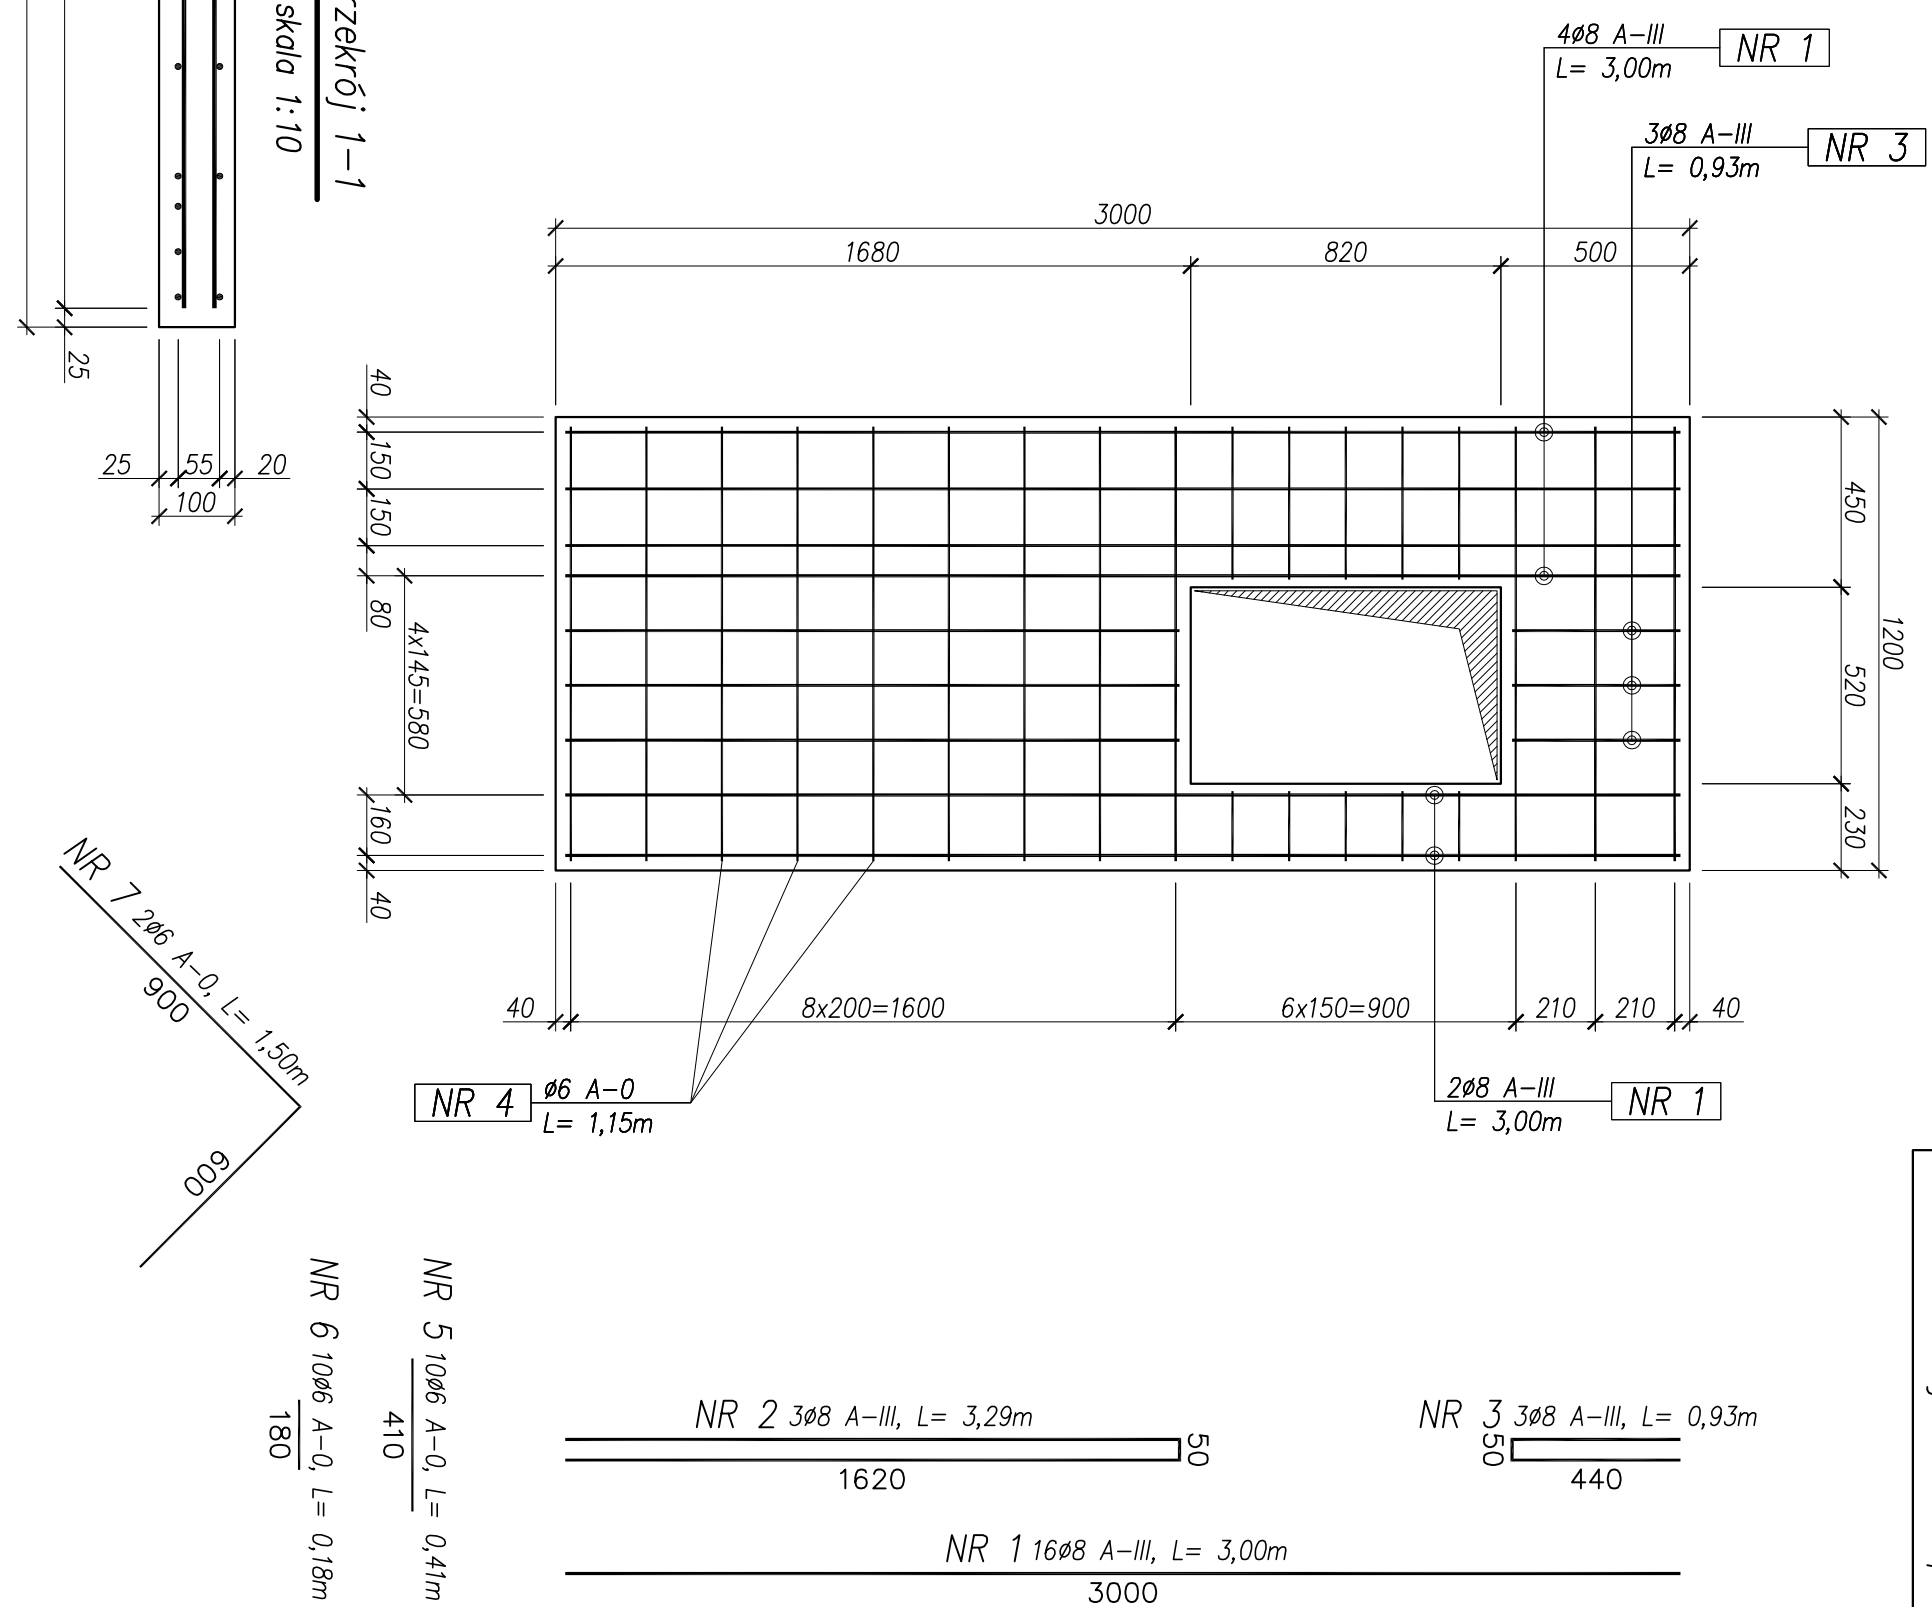 rzekrój 1-1
skala 1:10
4ø8 A-III
L= 3,00m
NR 1
3ø8 A-III
L= 0,93m
NR 3
3000
1680
820
500
25
25
55
20
100
40
150
150
80
4x145=580
160
40
450
520
230
1200
40
8x200=1600
6x150=900
210
210
40
NR 4
ø6 A-0
L= 1,15m
2ø8 A-III
L= 3,00m
NR 1
NR 7 2ø6 A-0, L= 1,50m
900
600
NR 5 10ø6 A-0, L= 0,41m
410
NR 6 10ø6 A-0, L= 0,18m
180
NR 2 3ø8 A-III, L= 3,29m
50
1620
NR 3 3ø8 A-III, L= 0,93m
50
440
NR 1 16ø8 A-III, L= 3,00m
3000